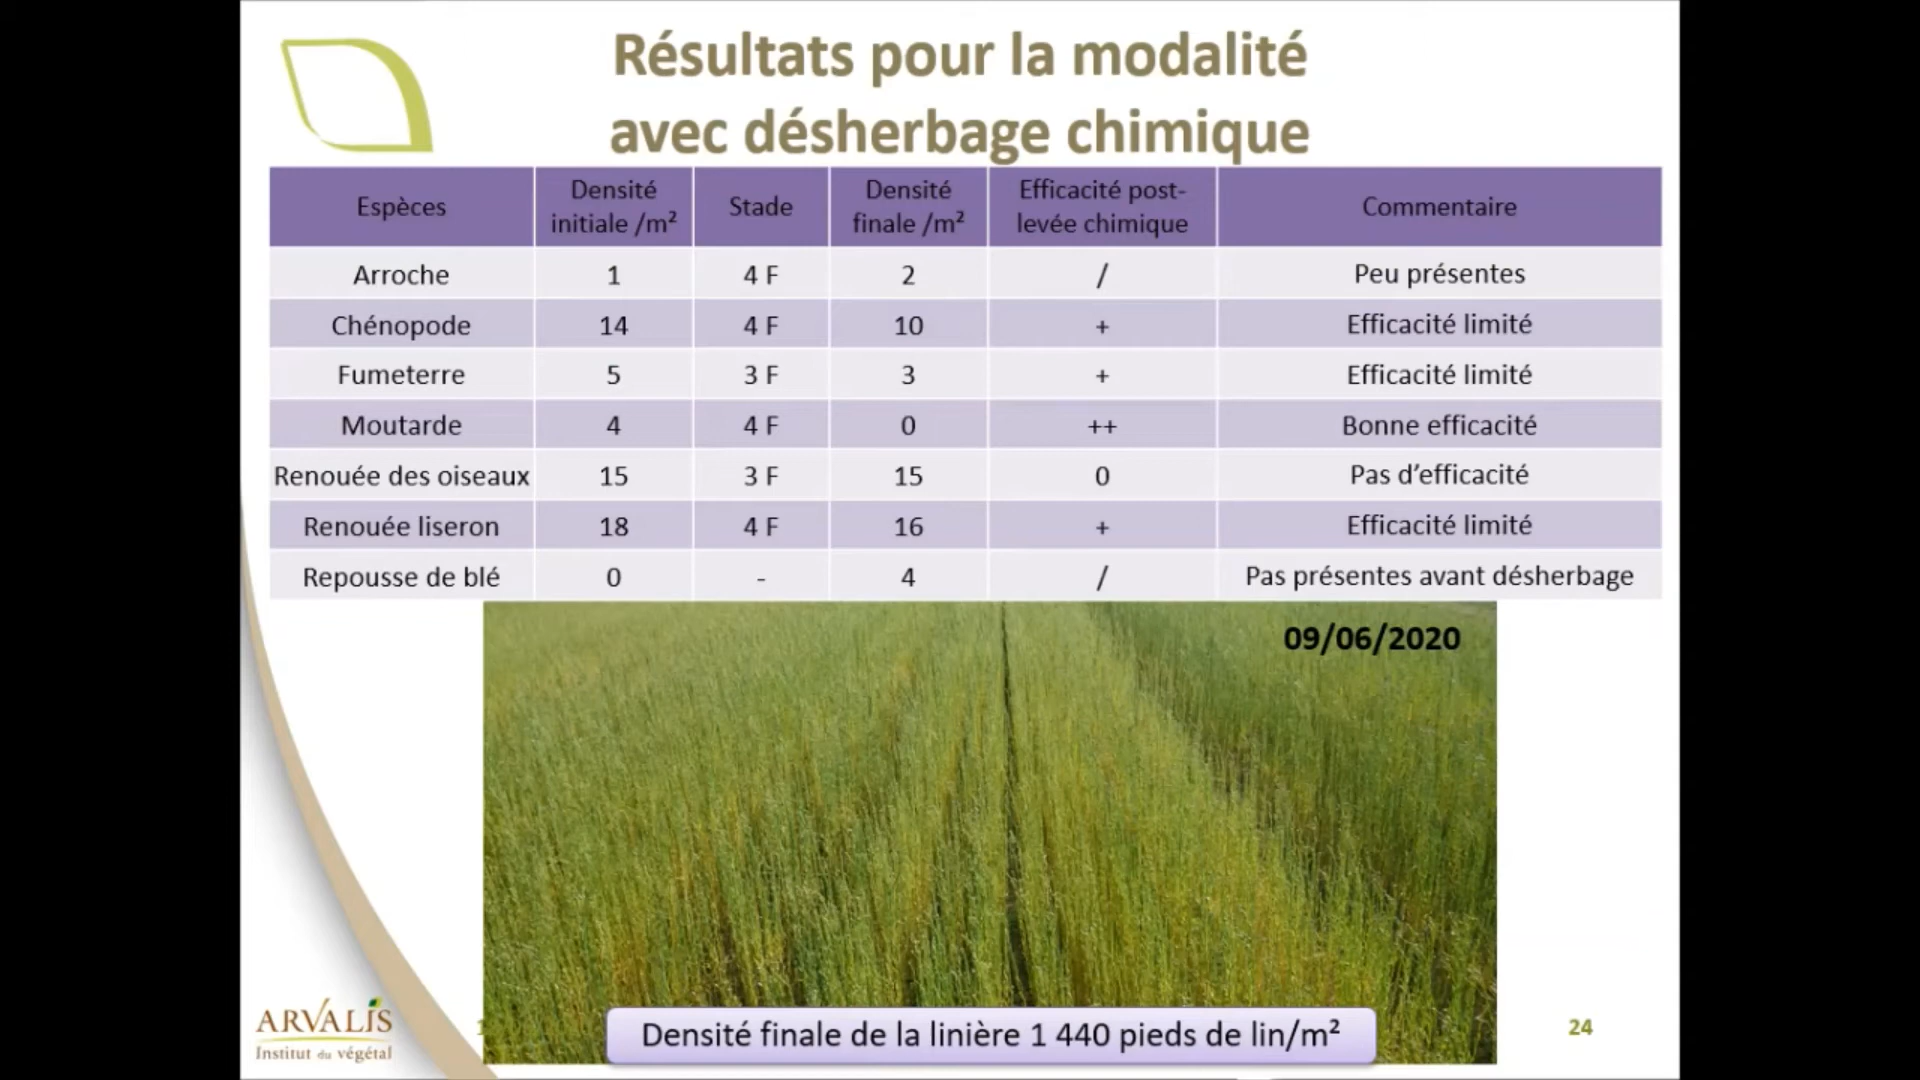 Résultats pour la modalité
avec désherbage chimique
Espèces Densité initiale /m² Stade Densité finale /m² Efficacité post-levée chimique Commentaire
Arroche 1 4 F 2 / Peu présentes
Chénopode 14 4 F 10 + Efficacité limité
Fumeterre 5 3 F 3 + Efficacité limité
Moutarde 4 4 F 0 ++ Bonne efficacité
Renouée des oiseaux 15 3 F 15 0 Pas d'efficacité
Renouée liseron 18 4 F 16 + Efficacité limité
Repousse de blé 0 - 4 / Pas présentes avant désherbage
09/06/2020
Densité finale de la linière 1 440 pieds de lin/m²
ARVALIS
Institut du végétal
24